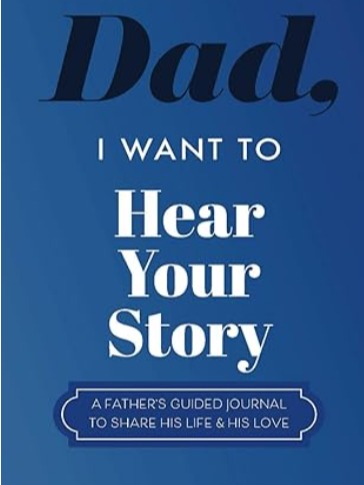 Dad,
I WANT TO
Hear
Your
Story
A FATHER'S GUIDED JOURNAL
TO SHARE HIS LIFE & HIS LOVE